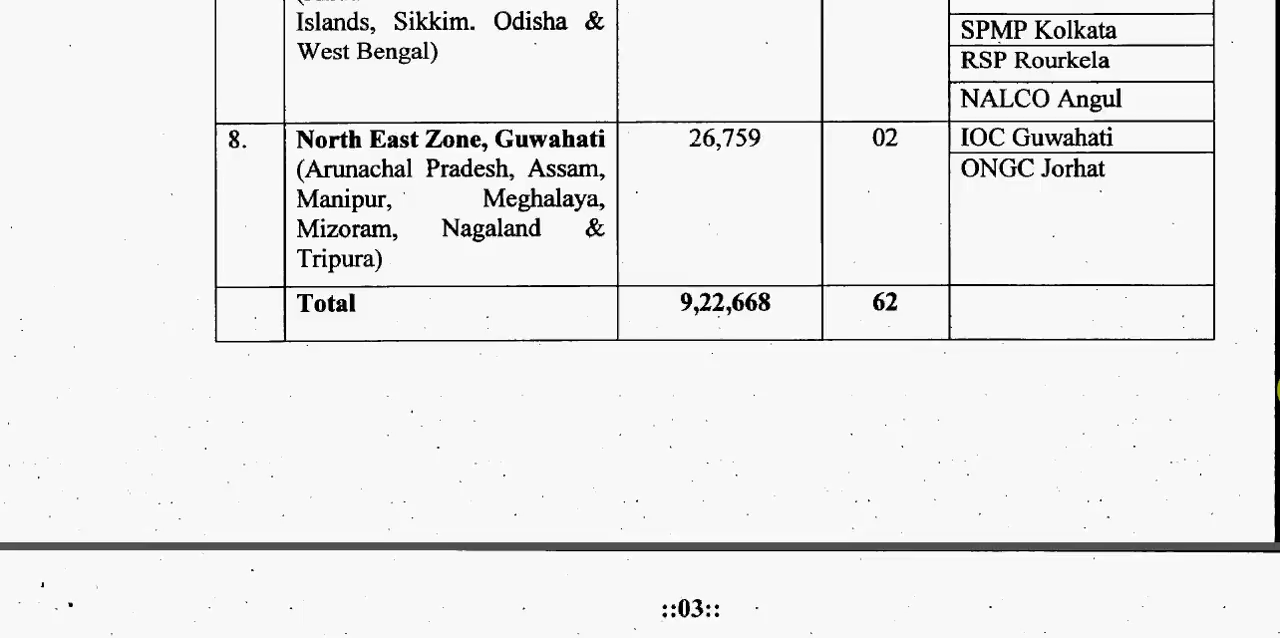 Islands, Sikkim. Odisha &
West Bengal)
SPMP Kolkata
RSP Rourkela
NALCO Angul
8. North East Zone, Guwahati 26,759 02 IOC Guwahati
(Arunachal Pradesh, Assam, ONGC Jorhat
Manipur, Meghalaya,
Mizoram, Nagaland &
Tripura)
Total 9,22,668 62
::03::